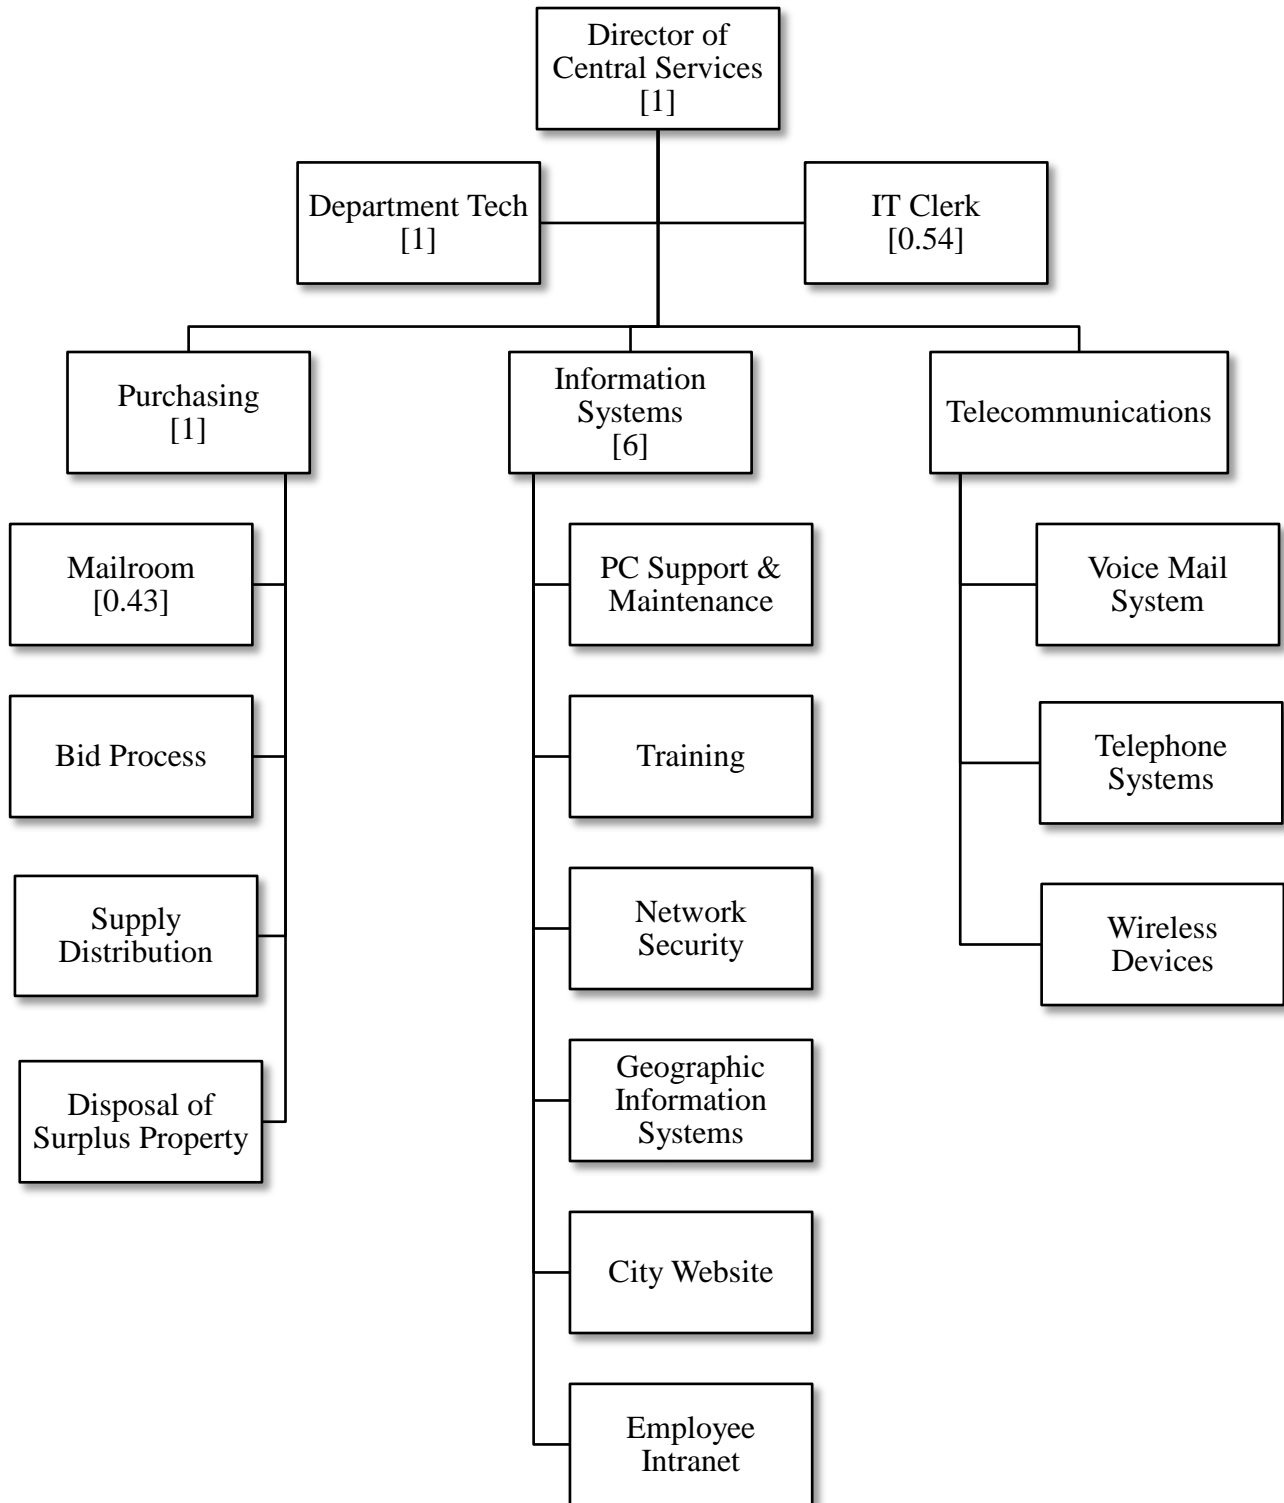 Director of
Central Services
[1]
Department Tech
[1]
IT Clerk
[0.54]
Purchasing
[1]
Information
Systems
[6]
Telecommunications
Mailroom
[0.43]
Bid Process
Supply
Distribution
Disposal of
Surplus Property
PC Support &
Maintenance
Training
Network
Security
Geographic
Information
Systems
City Website
Employee
Intranet
Voice Mail
System
Telephone
Systems
Wireless
Devices